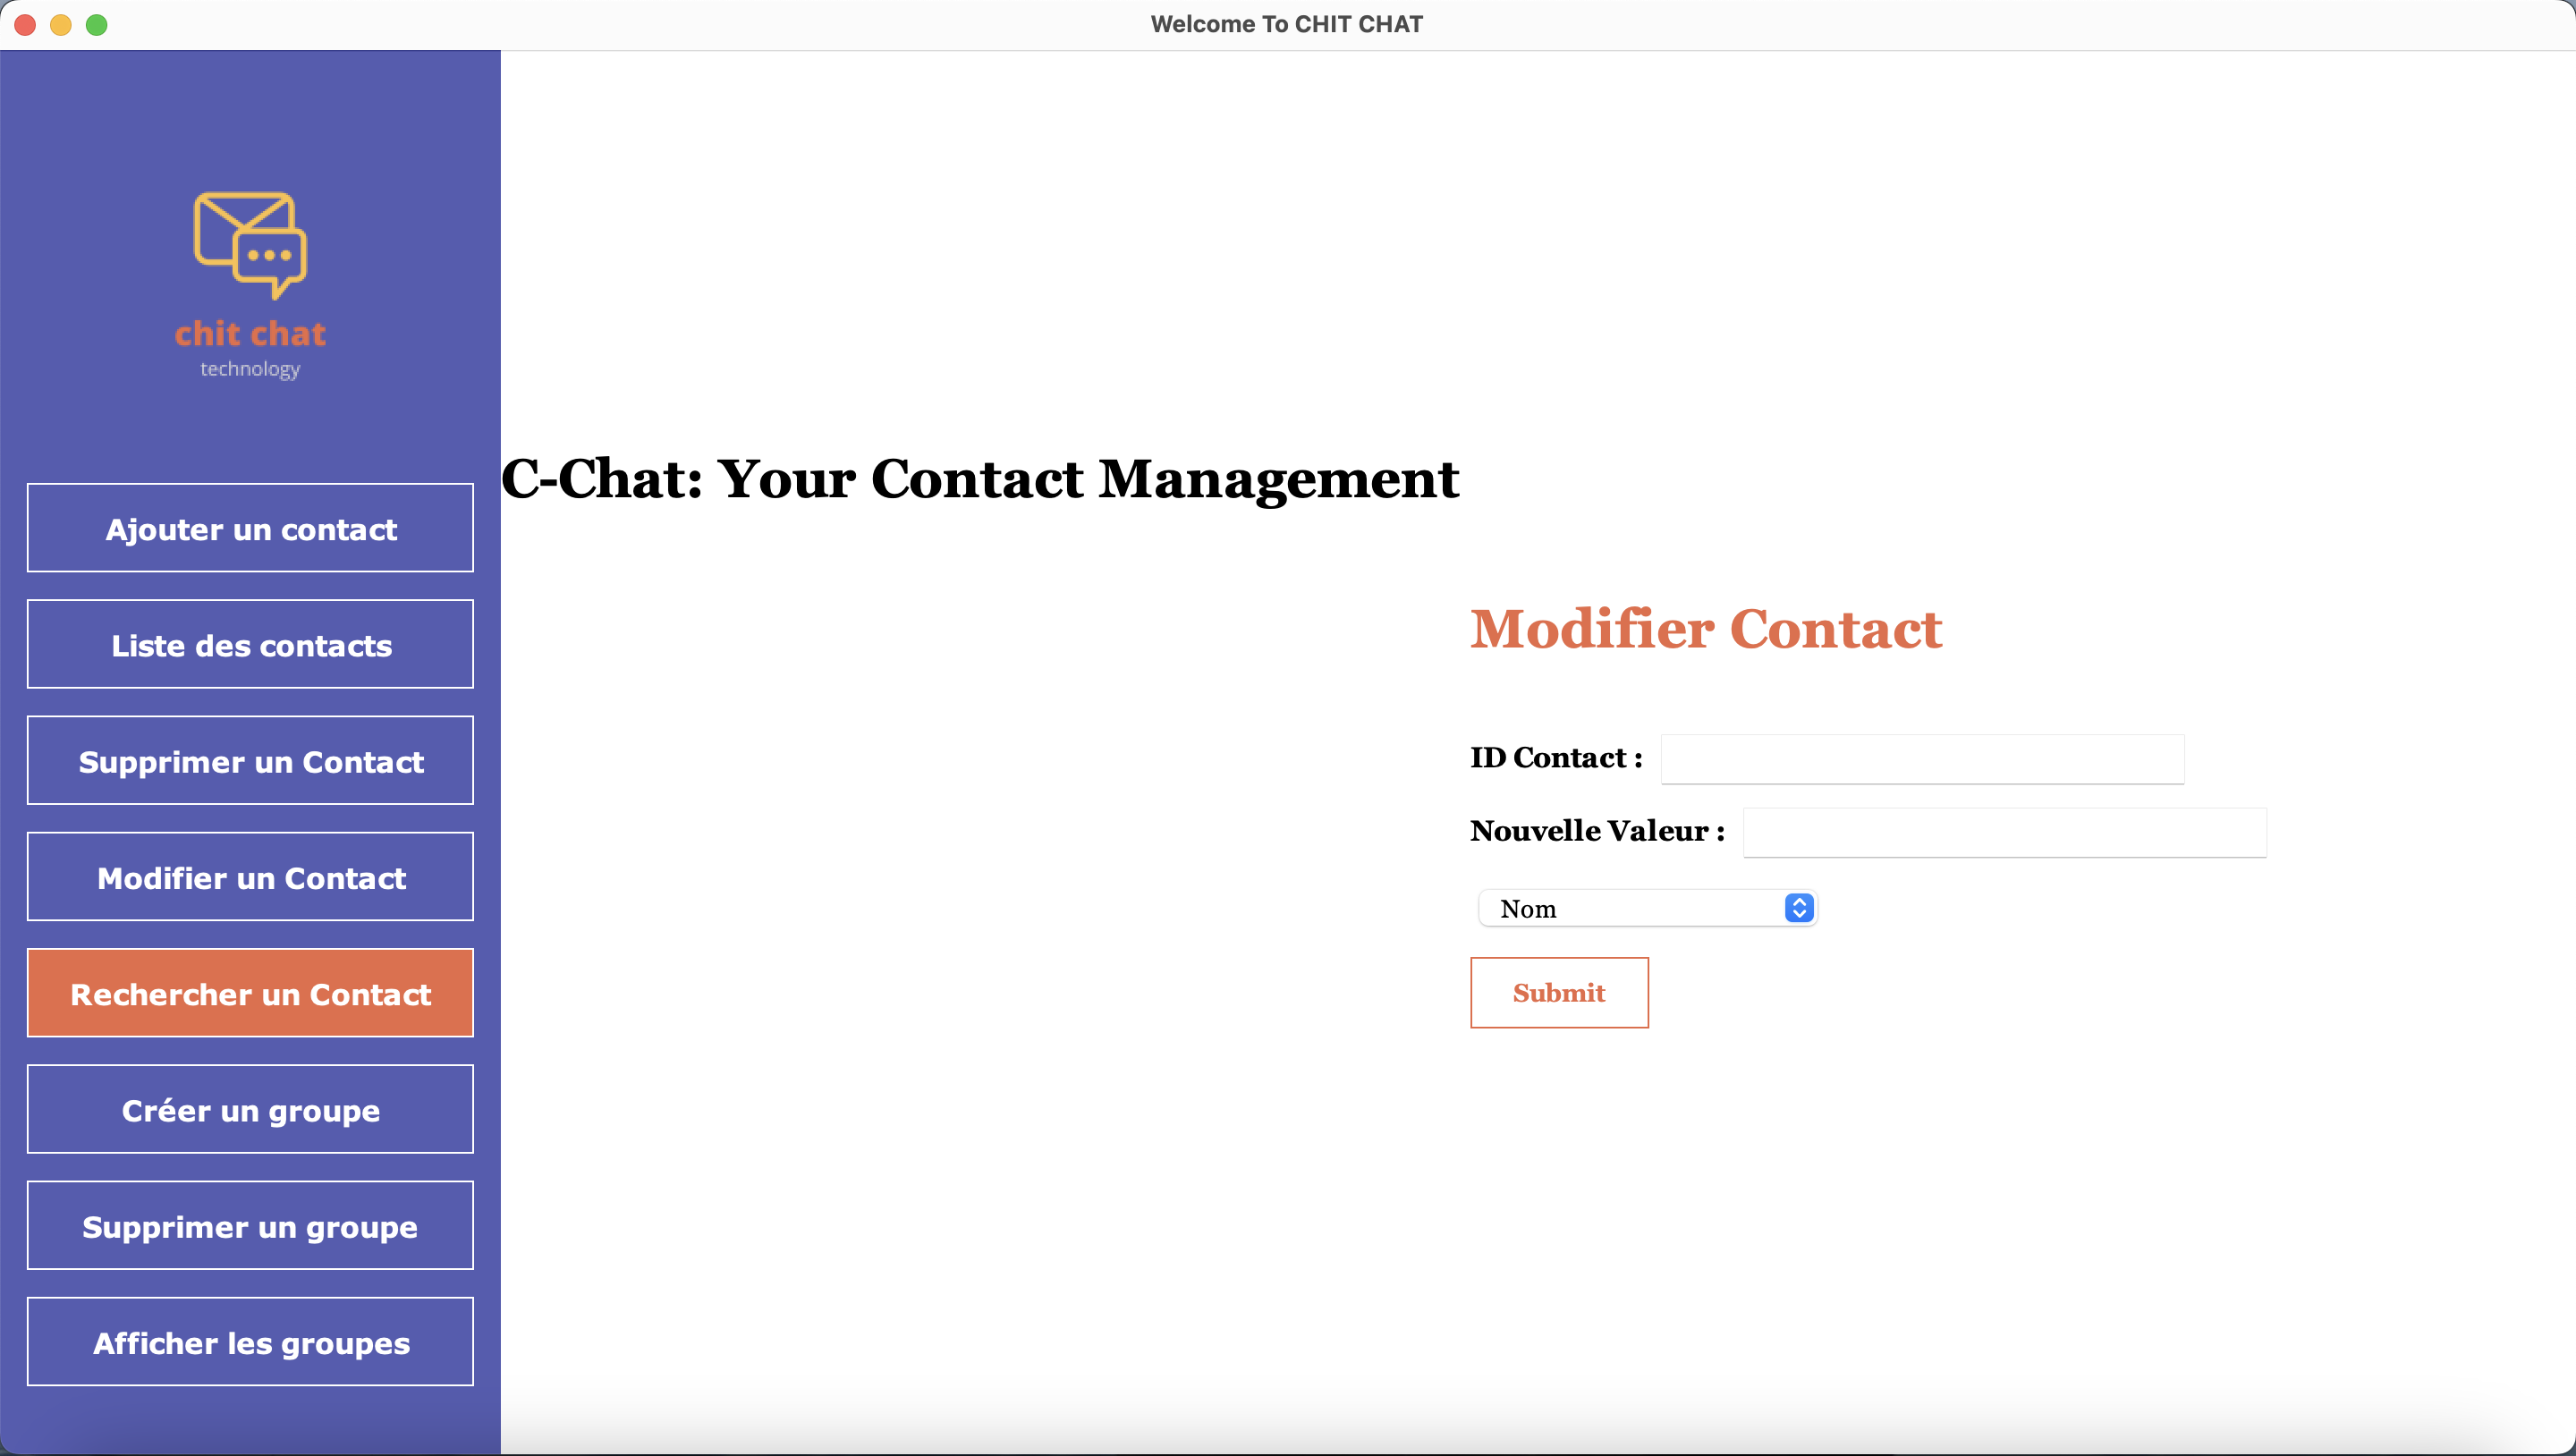 Welcome To CHIT CHAT
chit chat
technology
Ajouter un contact
Liste des contacts
Supprimer un Contact
Modifier un Contact
Rechercher un Contact
Créer un groupe
Supprimer un groupe
Afficher les groupes
C-Chat: Your Contact Management
Modifier Contact
ID Contact :
Nouvelle Valeur :
Nom
Submit